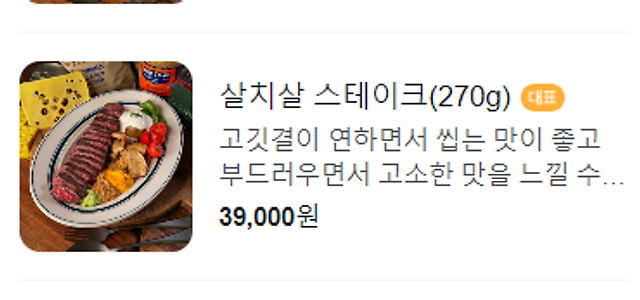 살치살 스테이크(270g) 대표
고깃결이 연하면서 씹는 맛이 좋고
부드러우면서 고소한 맛을 느낄 수...
39,000원